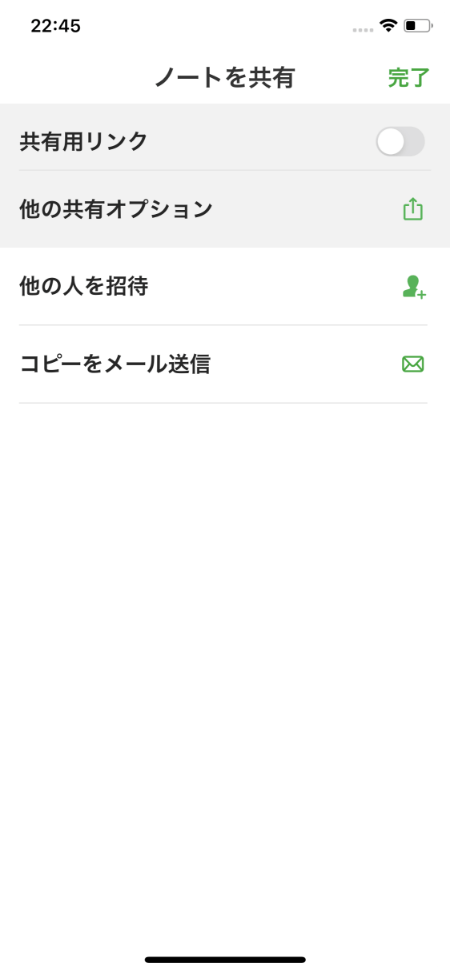 22:45
ノートを共有
完了
共有用リンク
他の共有オプション
他の人を招待
コピーをメール送信